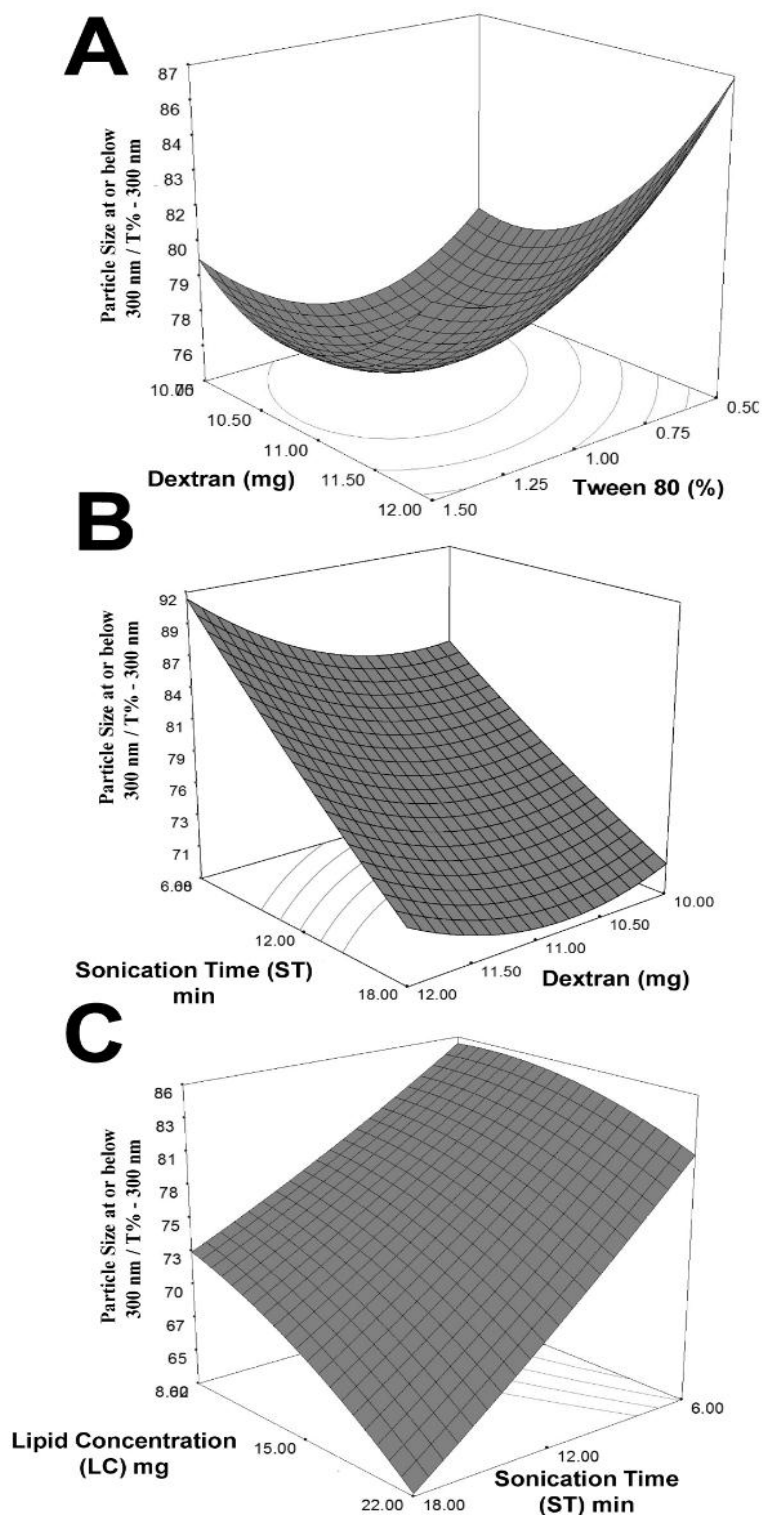 A
87
86
84
83
82
80
79
78
76
Particle Size at or below
300 nm / T% - 300 nm
10.50
11.00
11.50
12.00
Dextran (mg)
1.50
1.25
1.00
0.75
0.50
Tween 80 (%)
B
92
89
87
84
81
79
76
73
71
Particle Size at or below
300 nm / T% - 300 nm
12.00
18.00
Sonication Time (ST)
min
12.00
11.50
11.00
10.50
10.00
Dextran (mg)
C
86
83
81
78
75
73
70
67
65
Particle Size at or below
300 nm / T% - 300 nm
15.00
22.00
Lipid Concentration
(LC) mg
18.00
12.00
6.00
Sonication Time
(ST) min